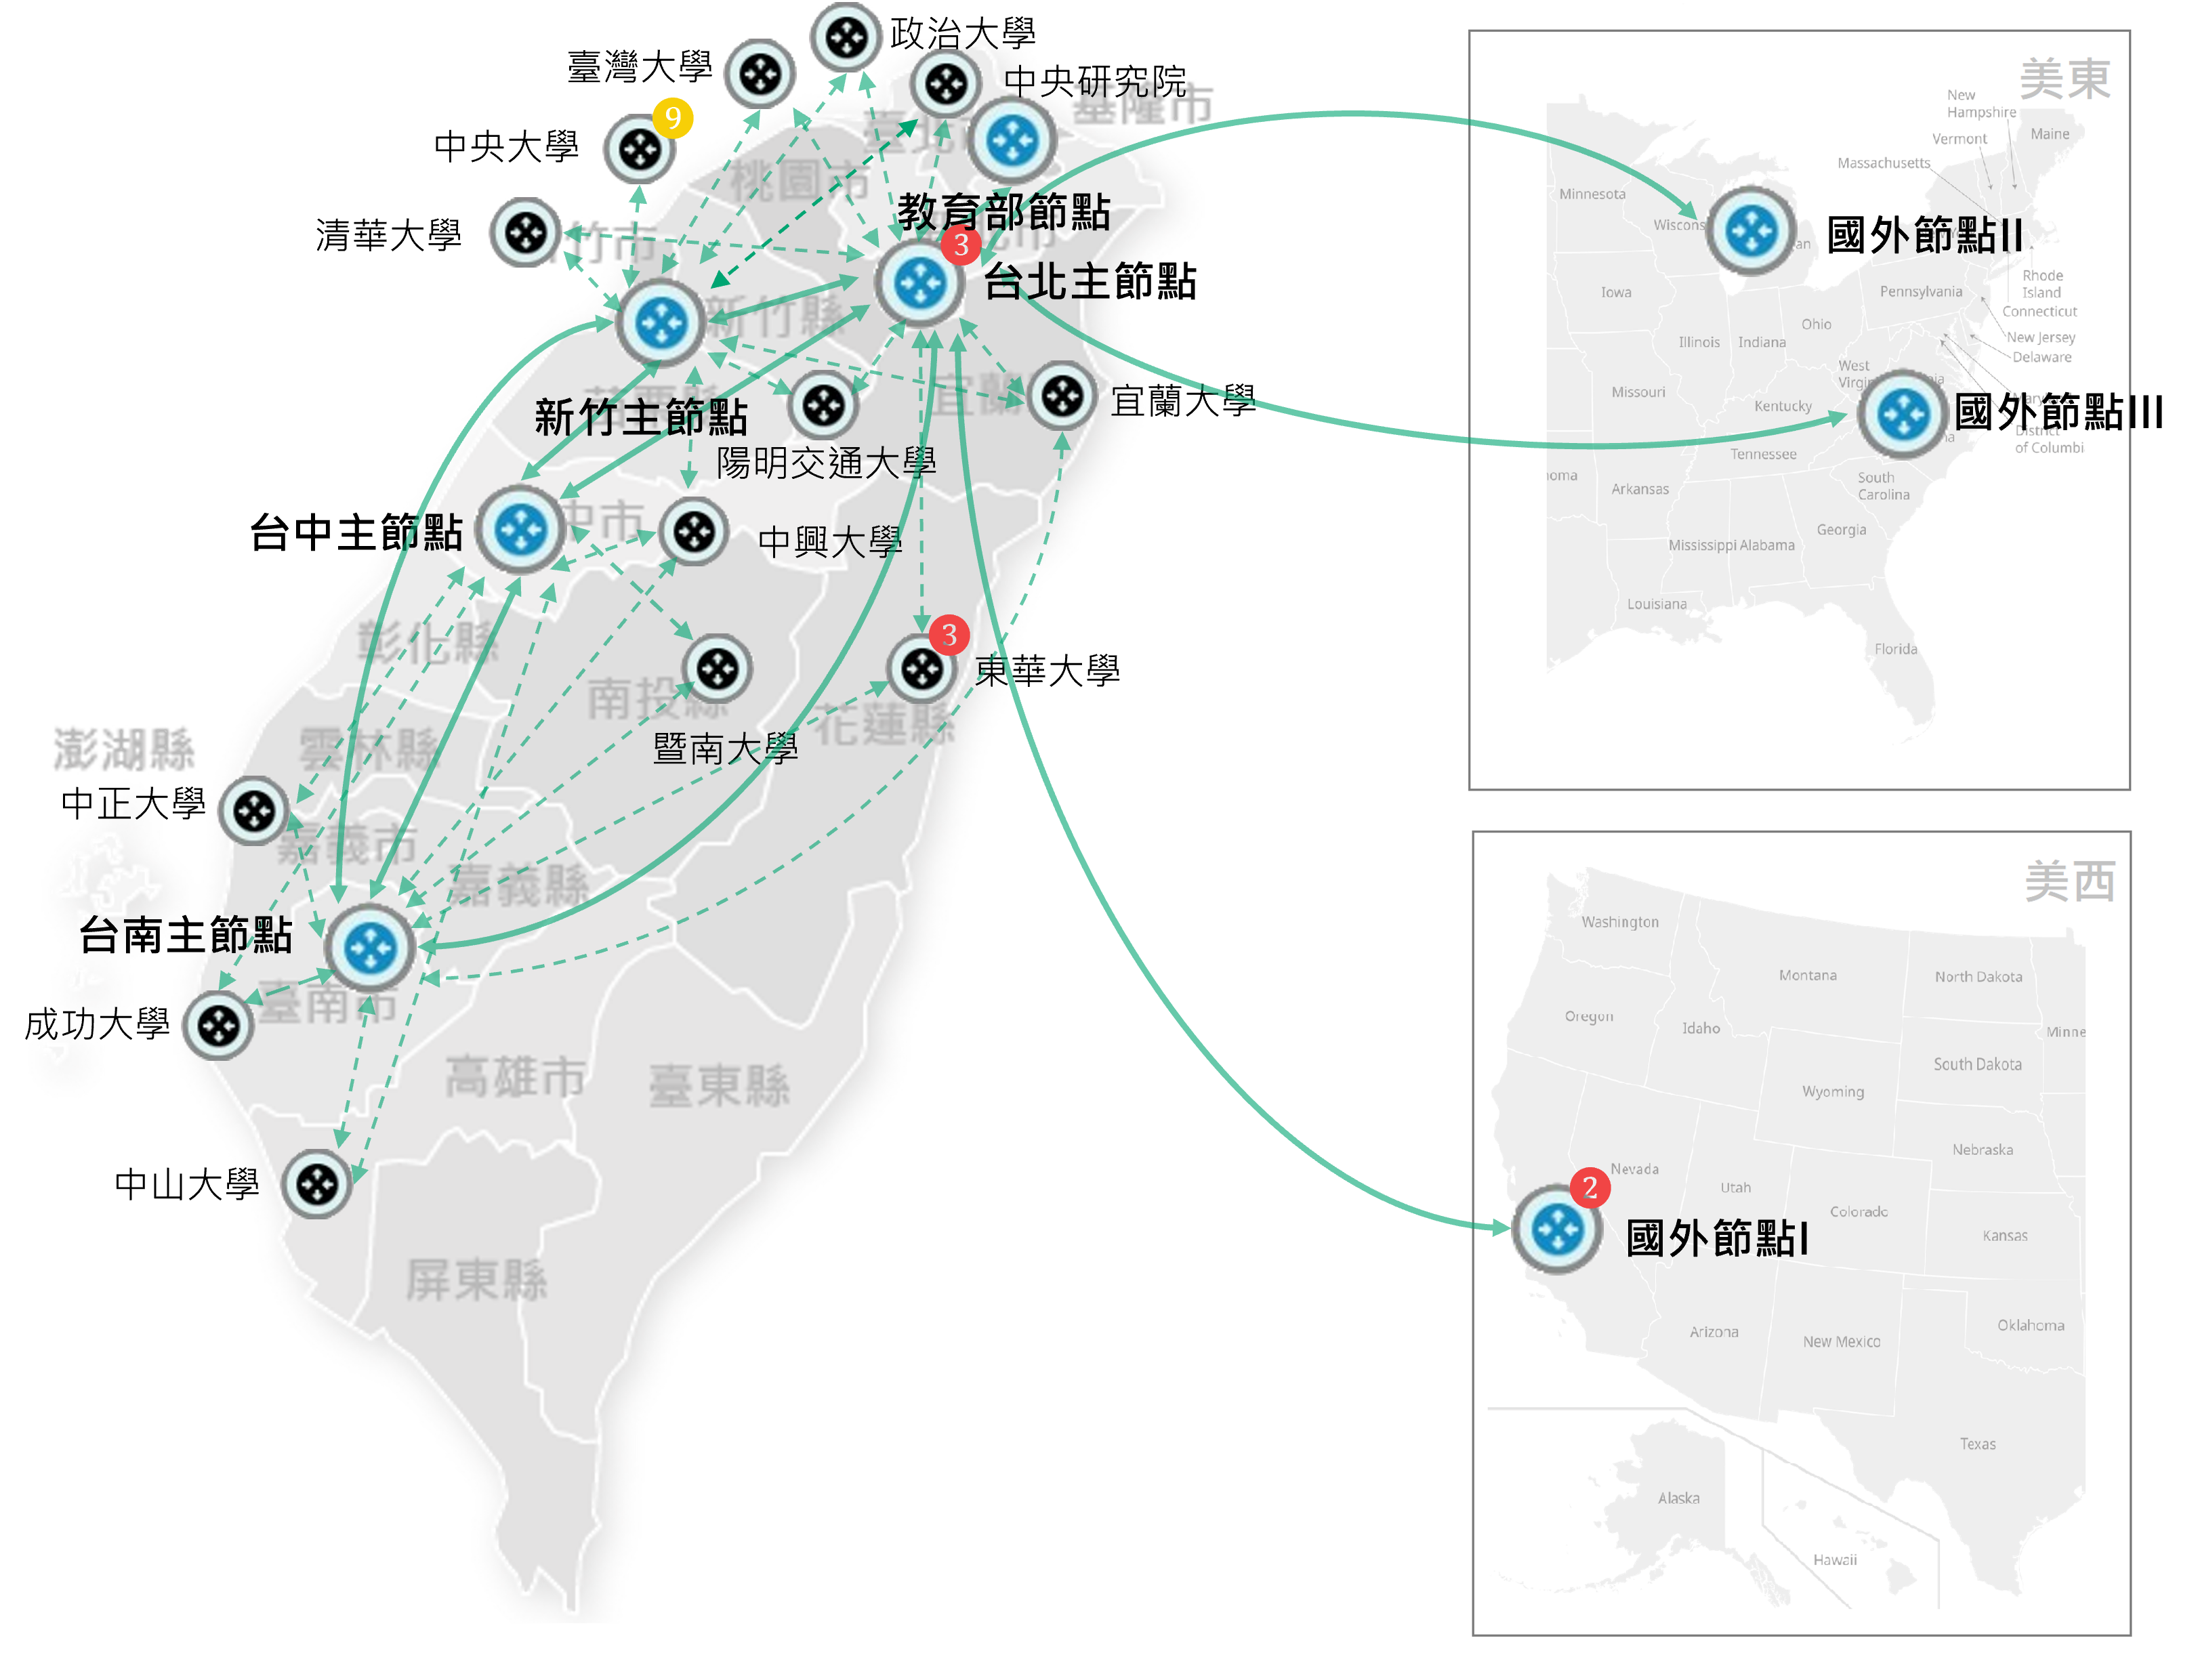 政治大學
臺灣大學
中央研究院
基隆市
9
中央大學
桃園市
教育部節點
清華大學
竹市
3
台北主節點
新竹縣
宜蘭
宜蘭大學
新竹主節點
陽明交通大學
台中主節點
中市
中興大學
彰化縣
3
東華大學
南投縣
花蓮縣
暨南大學
澎湖縣
雲林縣
中正大學
嘉義市
嘉義縣
台南主節點
臺南市
成功大學
高雄市
臺東縣
中山大學
屏東縣
美東
New
Hampshire
Vermont
Maine
Massachusetts
Minnesota
Wiscons
an
國外節點II
Rhode
Island
Connecticut
Iowa
Pennsylvania
Ohio
New Jersey
Illinois
Indiana
Delaware
West
Virgin
Missouri
Kentucky
國外節點III
District
of Columbi
Tennessee
oma
Arkansas
South
Carolina
Mississippi
Alabama
Georgia
Louisiana
Florida
美西
Washington
Montana
North Dakota
Oregon
Idaho
Minne
South Dakota
Wyoming
Nebraska
Nevada
2
Utah
Colorado
國外節點I
Kansas
Arizona
New Mexico
Oklahoma
Texas
Alaska
Hawaii